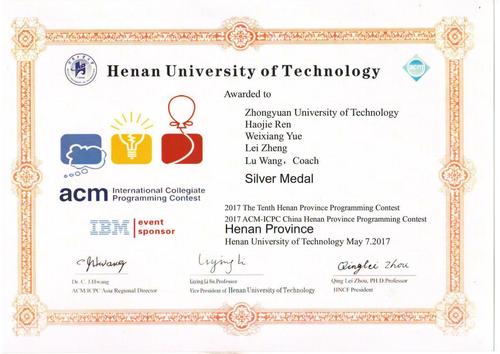 Henan University of Technology
acm
Awarded to
Zhongyuan University of Technology
Haojie Ren
Weixiang Yue
Lei Zheng
Lu Wang，Coach
Silver Medal
acm International Collegiate
Programming Contest
2017 The Tenth Henan Province Programming Contest
2017 ACM-ICPC China Henan Province Programming Contest
IBM event
sponsor
Henan Province
Henan University of Technology May 7.2017
C J Hwang
Liying Li
Qinglei Zhou
Dr. C. J.Hwang
ACM ICPC Asia Regional Director
Vice President of Henan University of Technology
Qing Lei Zhou, PH.D.Professor
HNCF President